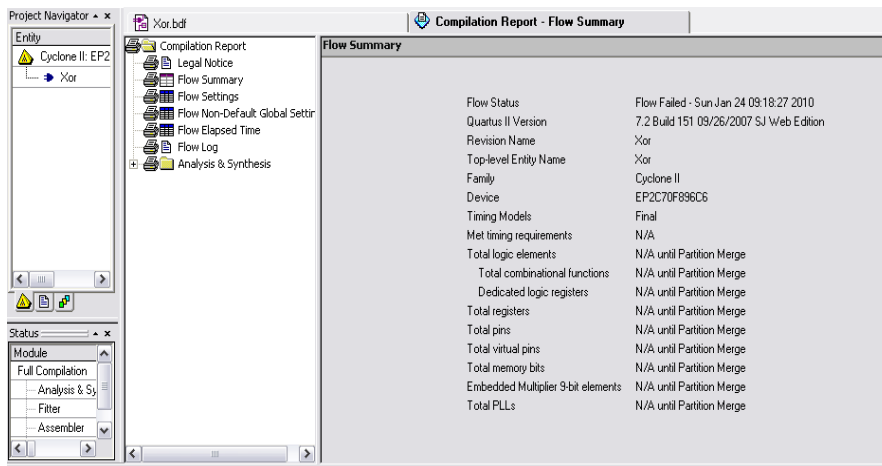 Project Navigator
Entity
Cyclone II: EP2
Xor
Status
Module
Full Compilation
Analysis & Sy
Fitter
Assembler
Xor.bdf
Compilation Report - Flow Summary
Compilation Report
Legal Notice
Flow Summary
Flow Settings
Flow Non-Default Global Settin
Flow Elapsed Time
Flow Log
Analysis & Synthesis
Flow Summary
Flow Status Flow Failed - Sun Jan 24 09:18:27 2010
Quartus II Version 7.2 Build 151 09/26/2007 SJ Web Edition
Revision Name Xor
Top-level Entity Name Xor
Family Cyclone II
Device EP2C70F896C6
Timing Models Final
Met timing requirements N/A
Total logic elements N/A until Partition Merge
Total combinational functions N/A until Partition Merge
Dedicated logic registers N/A until Partition Merge
Total registers N/A until Partition Merge
Total pins N/A until Partition Merge
Total virtual pins N/A until Partition Merge
Total memory bits N/A until Partition Merge
Embedded Multiplier 9-bit elements N/A until Partition Merge
Total PLLs N/A until Partition Merge